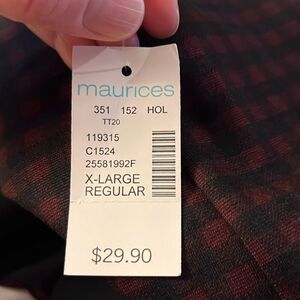 maurices
351 152 HOL
TT20
119315
C1524
25581992F
X-LARGE
REGULAR
$29.90